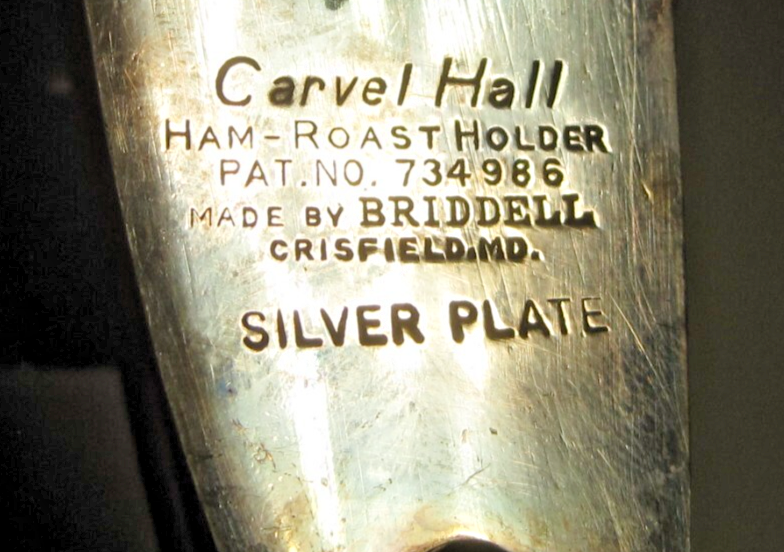 Carvel Hall
HAM-ROAST HOLDER
PAT. NO. 734986
MADE BY BRIDDELL
CRISFIELD.MD.
SILVER PLATE